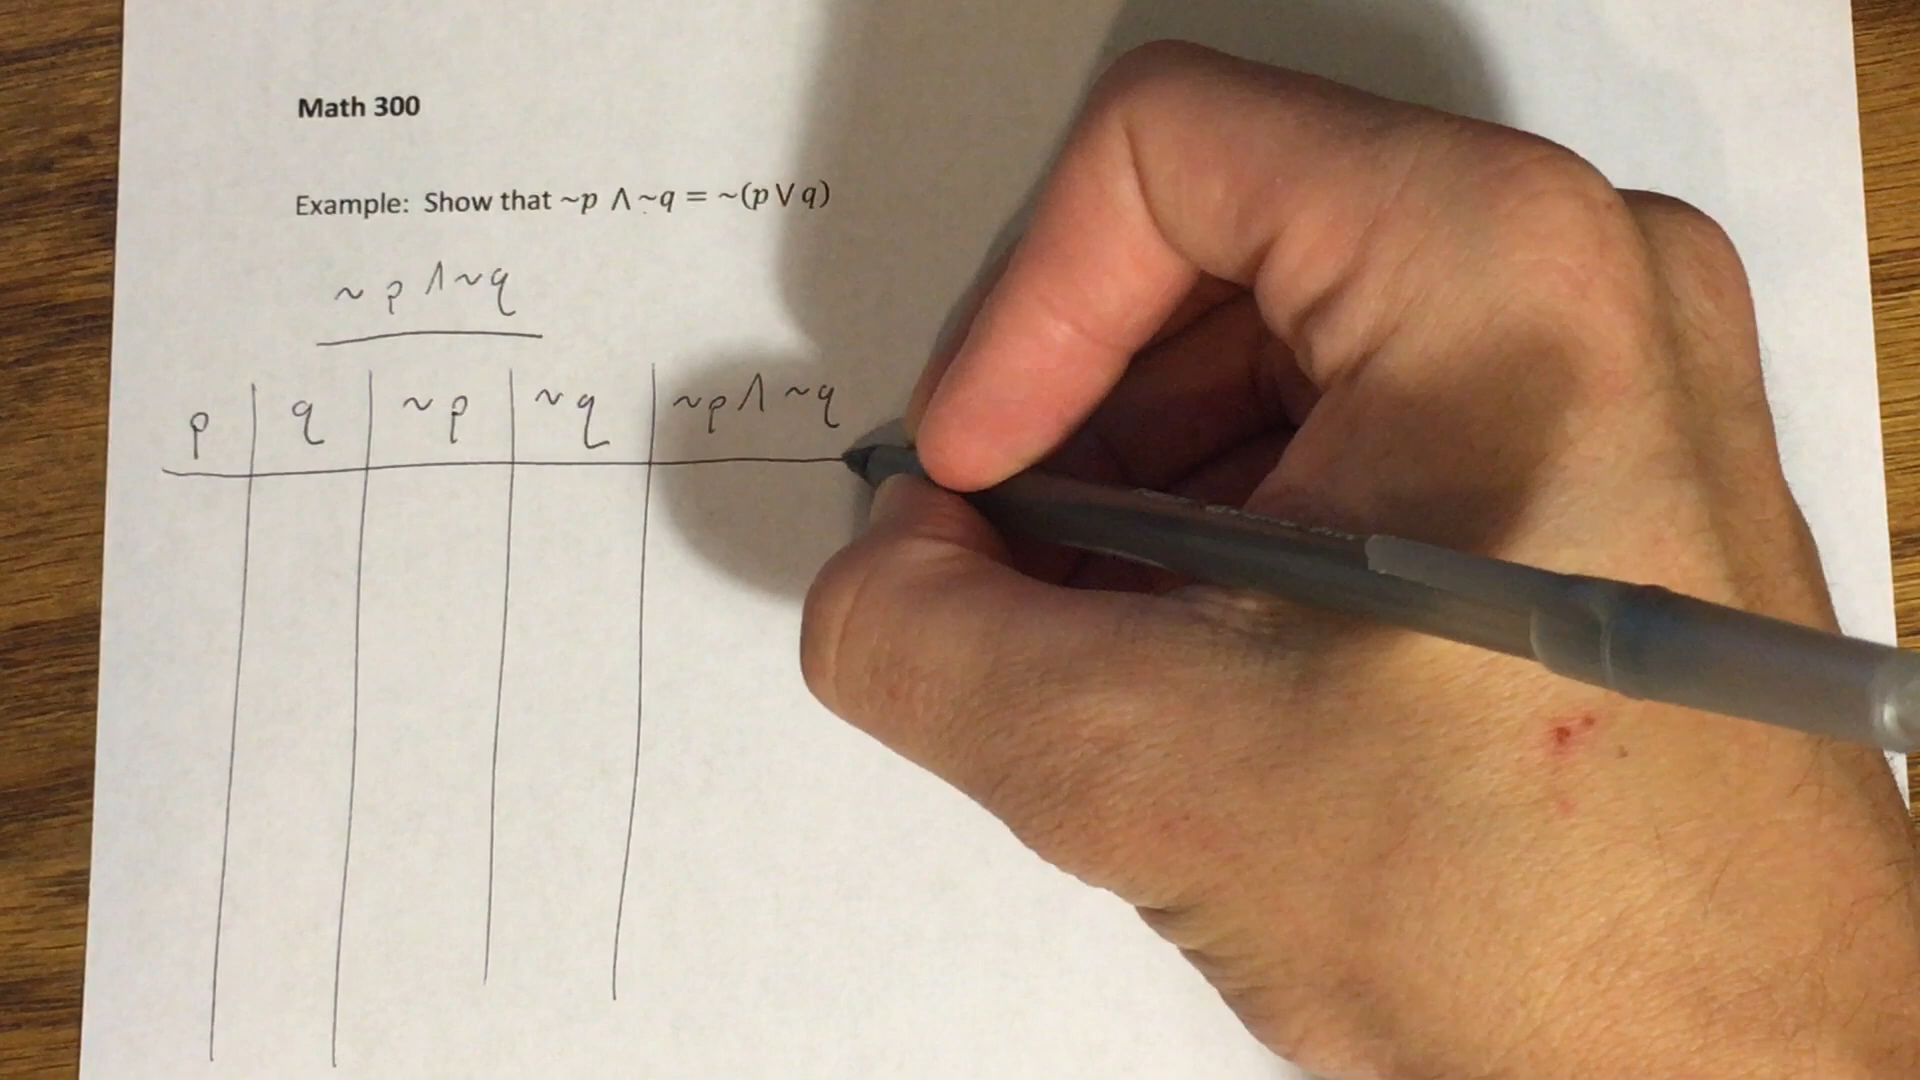 Math 300
Example: Show that ~p ∧ ~q = ~(p ∨ q)
~ p ∧ ~ q
p q ~ p ~ q ~ p ∧ ~ q